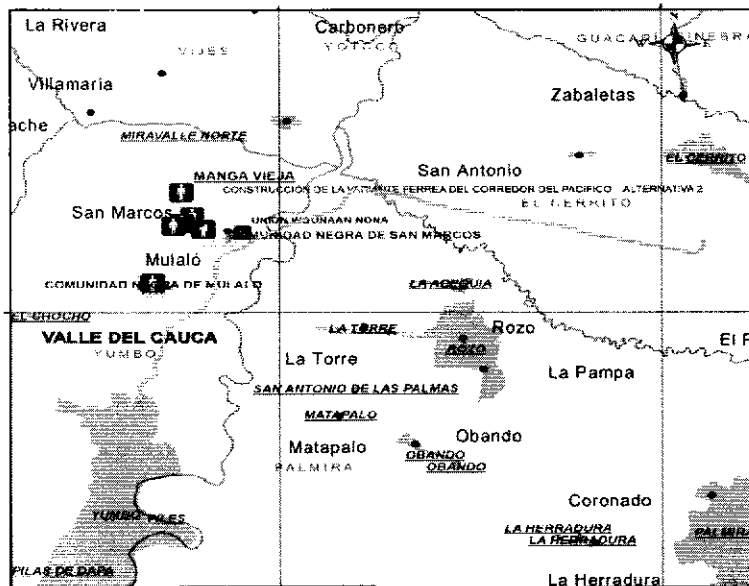 La Rivera
Carbonero
VIJES
YOTOCO
GUACARI
GINEBRA
E
Villamaría
Zabaletas
ache
MIRAVALLE NORTE
EL CERRITO
San Antonio
MANGA VIEJA
CONSTRUCCION DE LA VARIANTE FERREA DEL CORREDOR DEL PACIFICO ALTERNATIVA 2
EL CERRITO
San Marcos
NEGRA DE SAN MARCOS
Mulaló
COMUNIDAD NEGRA DE MULALO
LA ACEQUIA
EL CHOCHO
VALLE DEL CAUCA
LA TORRE
Rozo
ROZO
YUMBO
La Torre
La Pampa
SAN ANTONIO DE LAS PALMAS
MATAPALO
Matapalo
Obando
OBANDO
OBANDO
PALMIRA
Coronado
YUMBO
PILES
LA HERRADURA
LA HERRADURA
PALMIRA
PILAS DE DAPA
La Herradura